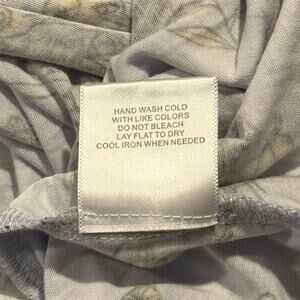 HAND WASH COLD
WITH LIKE COLORS
DO NOT BLEACH
LAY FLAT TO DRY
COOL IRON WHEN NEEDED